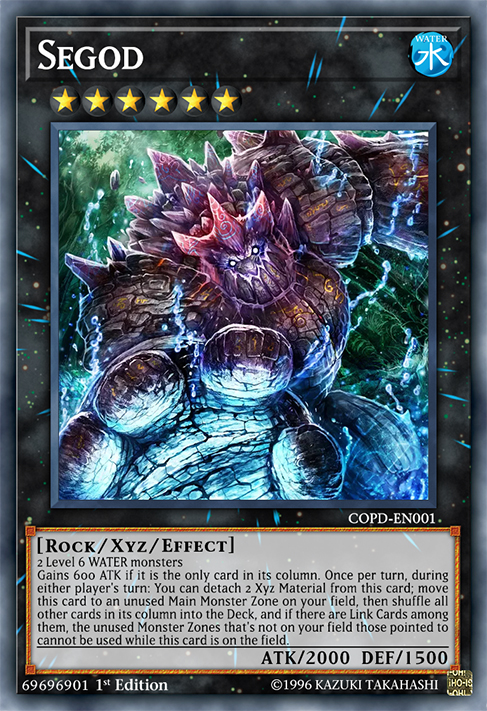 SEGOD
WATER
水
COPD-EN001
[ROCK/XYZ/EFFECT]
2 Level 6 WATER monsters
Gains 600 ATK if it is the only card in its column. Once per turn, during
either player's turn: You can detach 2 Xyz Material from this card; move
this card to an unused Main Monster Zone on your field, then shuffle all
other cards in its column into the Deck, and if there are Link Cards among
them, the unused Monster Zones that's not on your field those pointed to
cannot be used while this card is on the field.
ATK/2000 DEF/1500
69696901 1st Edition
©1996 KAZUKI TAKAHASHI